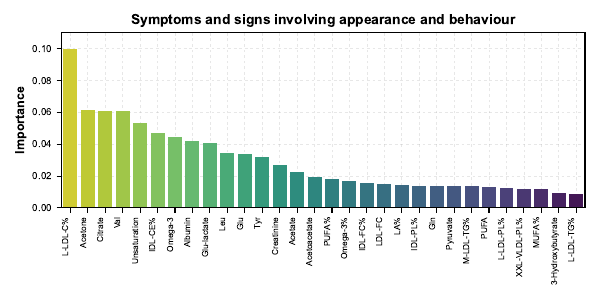 Symptoms and signs involving appearance and behaviour
Importance
0.10
0.08
0.06
0.04
0.02
0.00
L-LDL-C%
Acetone
Citrate
Val
Unsaturation
IDL-CE%
Omega-3
Albumin
Glu-lactate
Leu
Glu
Tyr
Creatinine
Acetate
Acetoacetate
PUFA%
Omega-3%
IDL-FC%
LDL-FC
LA%
IDL-PL%
Gln
Pyruvate
M-LDL-TG%
PUFA
L-LDL-PL%
XXL-VLDL-PL%
MUFA%
3-Hydroxybutyrate
L-LDL-TG%